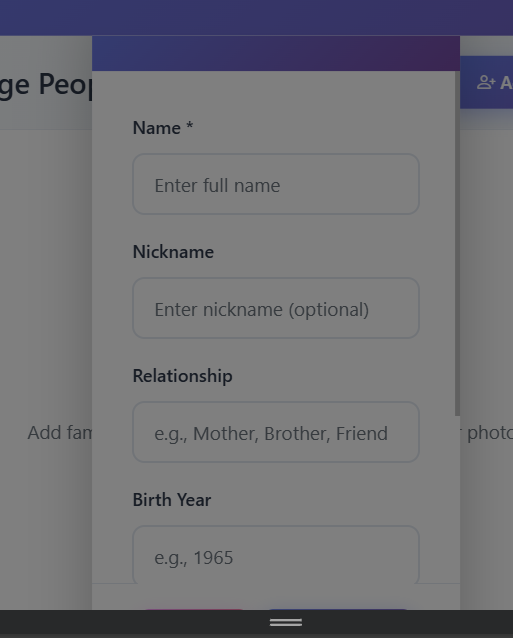 ge Peop
A
Name *
Enter full name
Nickname
Enter nickname (optional)
Relationship
e.g., Mother, Brother, Friend
Add fam
r photo
Birth Year
e.g., 1965